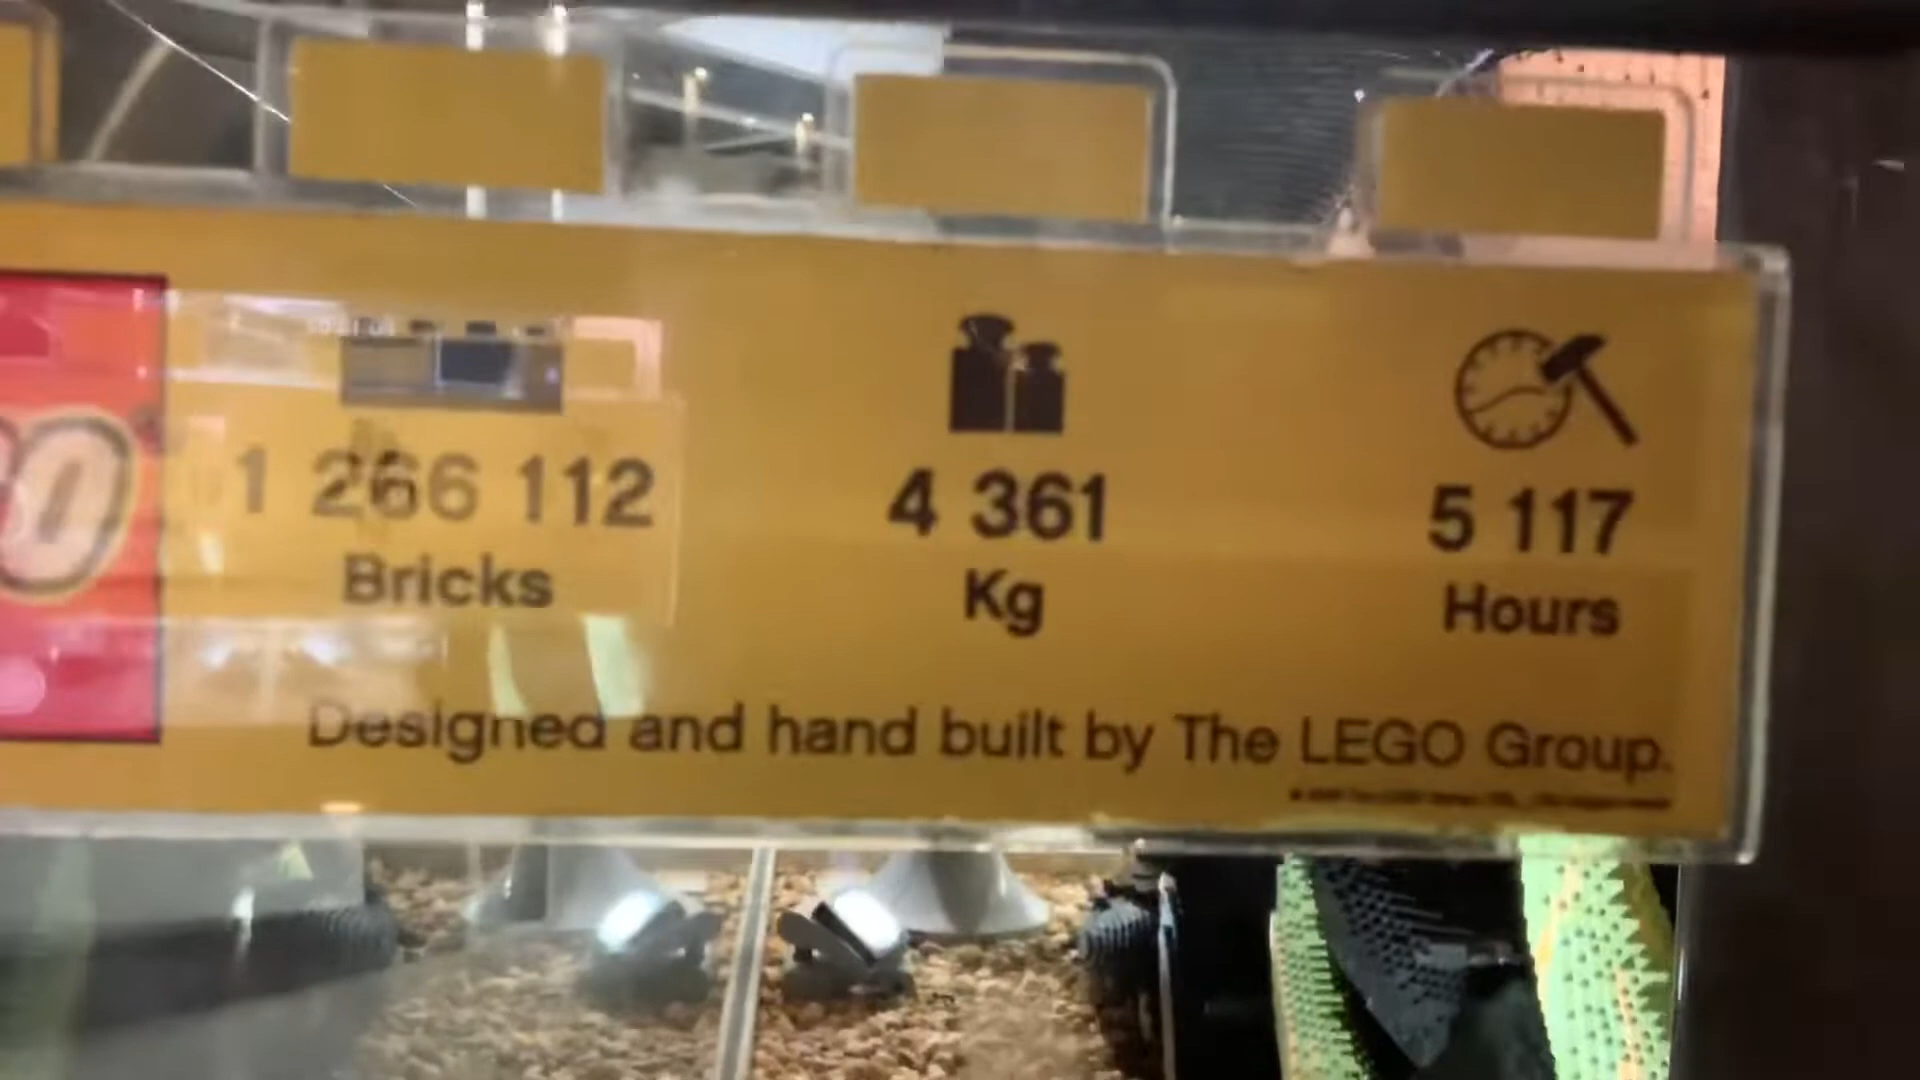 1 266 112
Bricks
4 361
Kg
5 117
Hours
Designed and hand built by The LEGO Group.